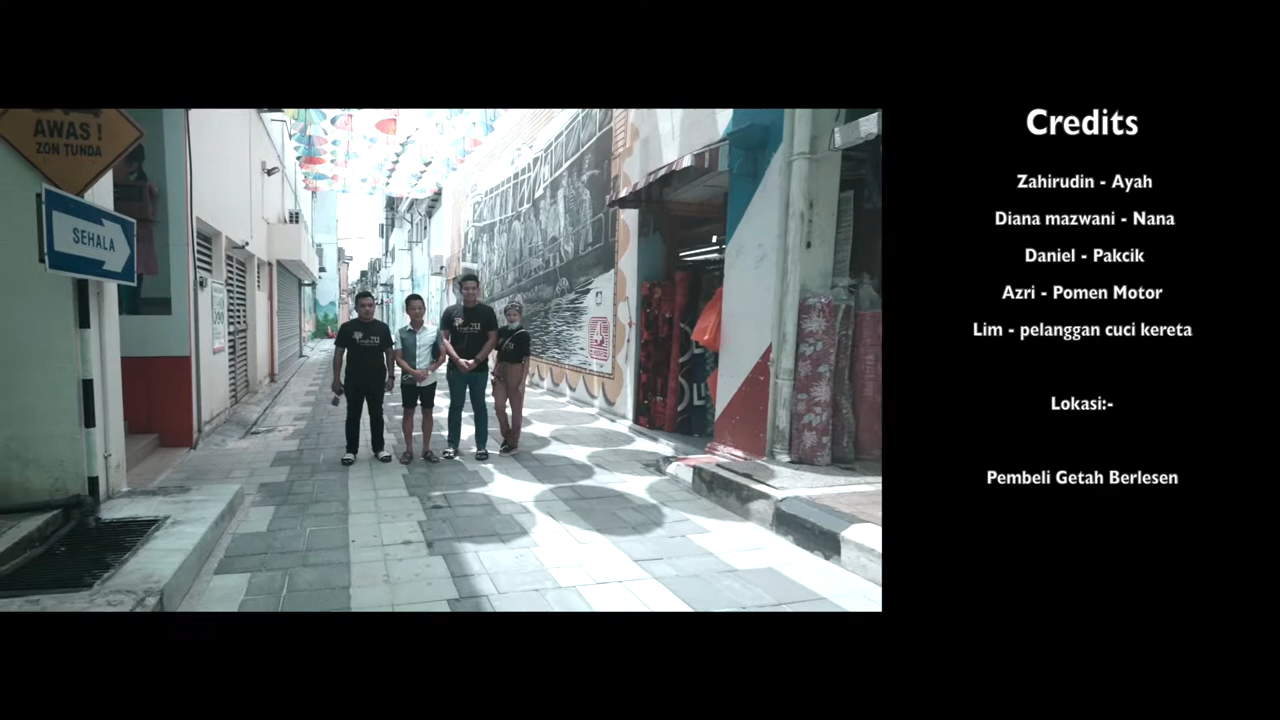 AWAS !
ZON TUNDA
SEHALA
Credits
Zahirudin - Ayah
Diana mazwani - Nana
Daniel - Pakcik
Azri - Pomen Motor
Lim - pelanggan cuci kereta
Lokasi:-
Pembeli Getah Berlesen